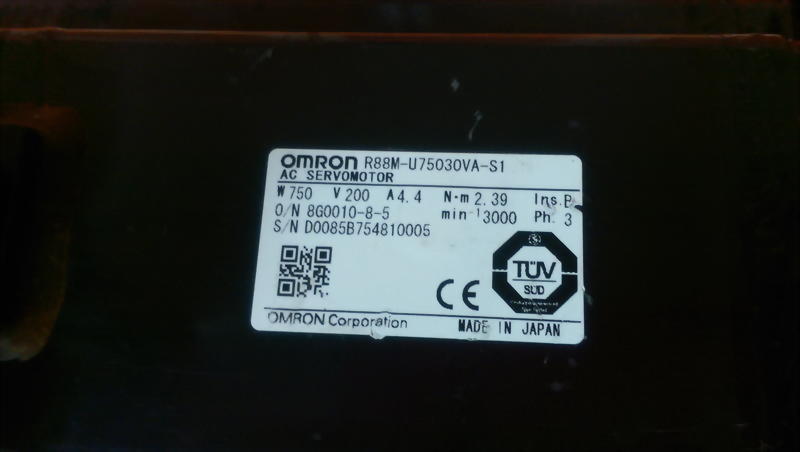 OMRON R88M-U75030VA-S1
AC SERVOMOTOR
W 750 V 200 A 4.4 N·m 2.39 Ins. B
O/N 8G0010-8-5 min⁻¹ 3000 Ph. 3
S/N D0085B754810005
CE
TÜV
SÜD
OMRON Corporation MADE IN JAPAN